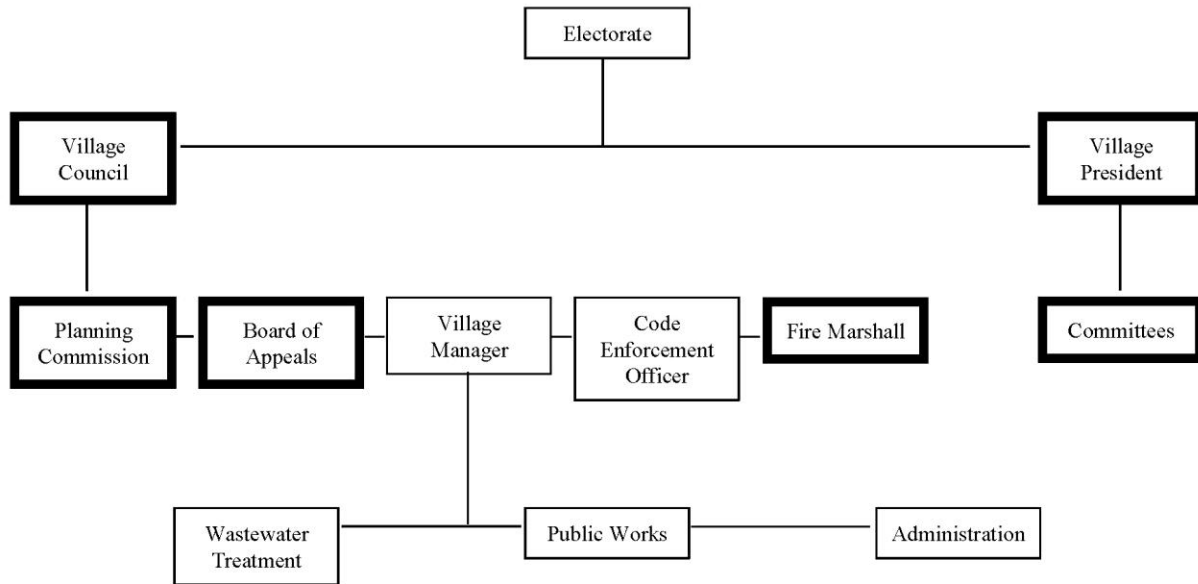 Electorate
Village
Council
Village
President
Planning
Commission
Board of
Appeals
Village
Manager
Code
Enforcement
Officer
Fire Marshall
Committees
Wastewater
Treatment
Public Works
Administration